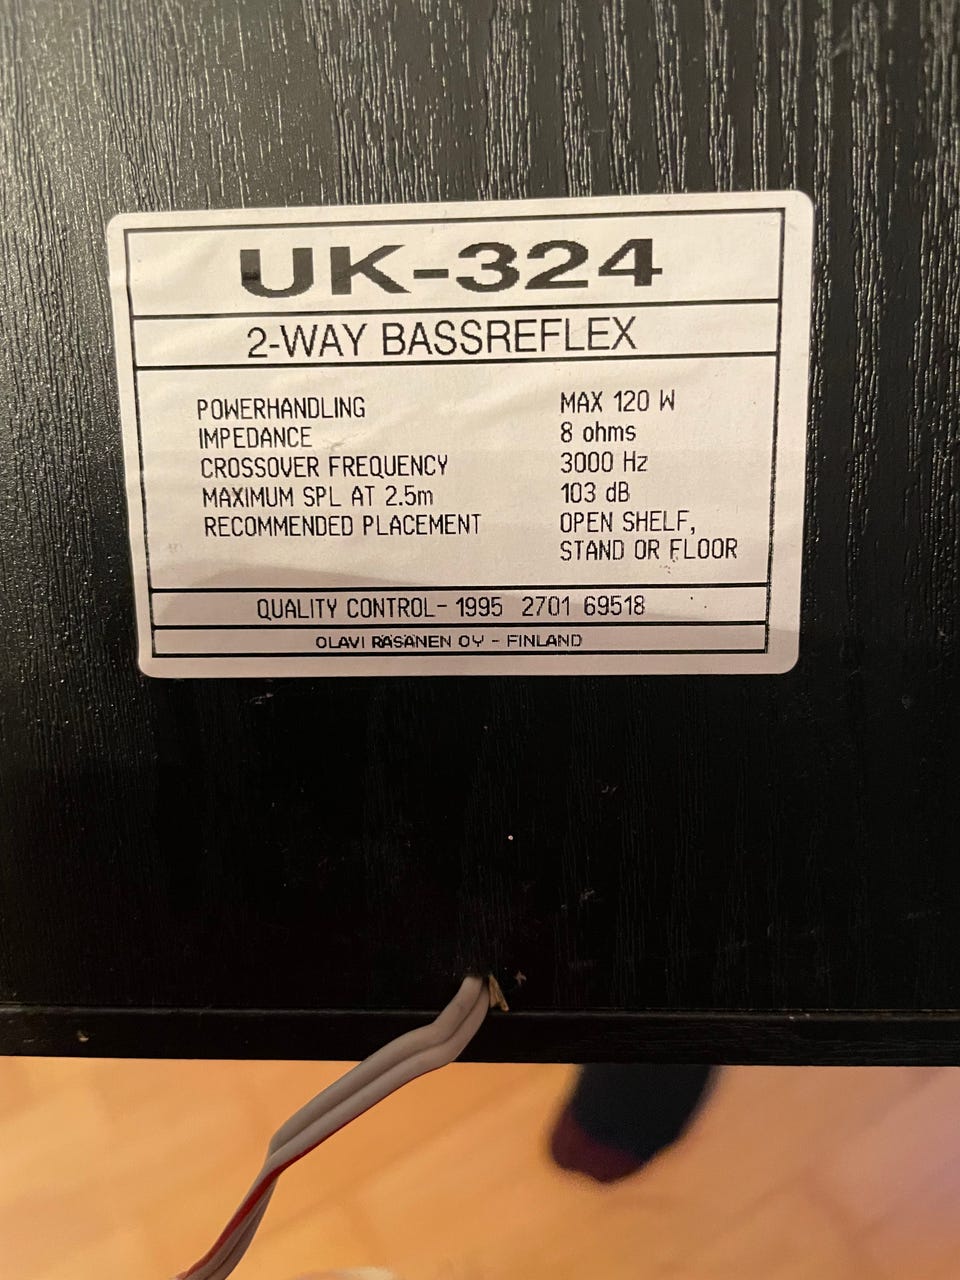 UK-324
2-WAY BASSREFLEX
POWERHANDLING MAX 120 W
IMPEDANCE 8 ohms
CROSSOVER FREQUENCY 3000 Hz
MAXIMUM SPL AT 2.5m 103 dB
RECOMMENDED PLACEMENT OPEN SHELF,
STAND OR FLOOR
QUALITY CONTROL- 1995 2701 69518
OLAVI RÄSÄNEN OY - FINLAND